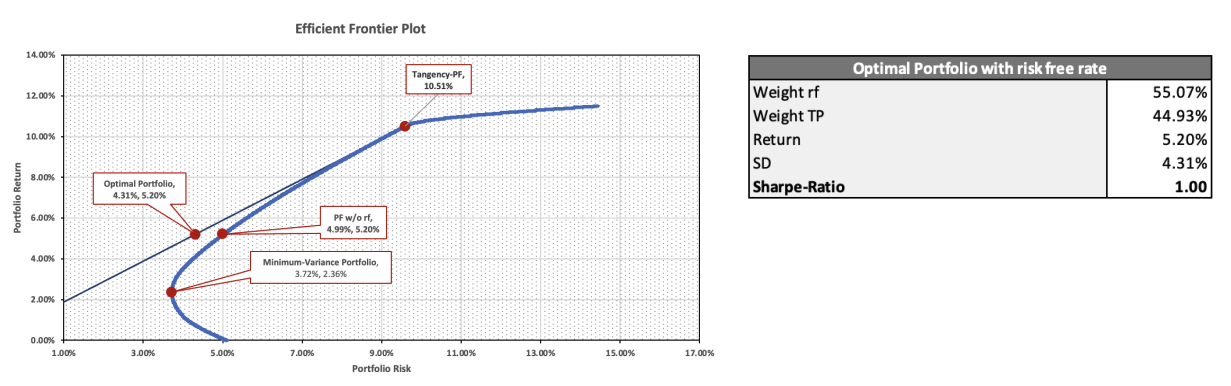 Efficient Frontier Plot
14.00%
12.00%
10.00%
8.00%
6.00%
4.00%
2.00%
0.00%
Portfolio Return
Tangency-PF,
10.51%
Optimal Portfolio,
4.31%, 5.20%
PF w/o rf,
4.99%, 5.20%
Minimum-Variance Portfolio,
3.72%, 2.36%
1.00% 3.00% 5.00% 7.00% 9.00% 11.00% 13.00% 15.00% 17.00%
Portfolio Risk
Optimal Portfolio with risk free rate
Weight rf 55.07%
Weight TP 44.93%
Return 5.20%
SD 4.31%
Sharpe-Ratio 1.00